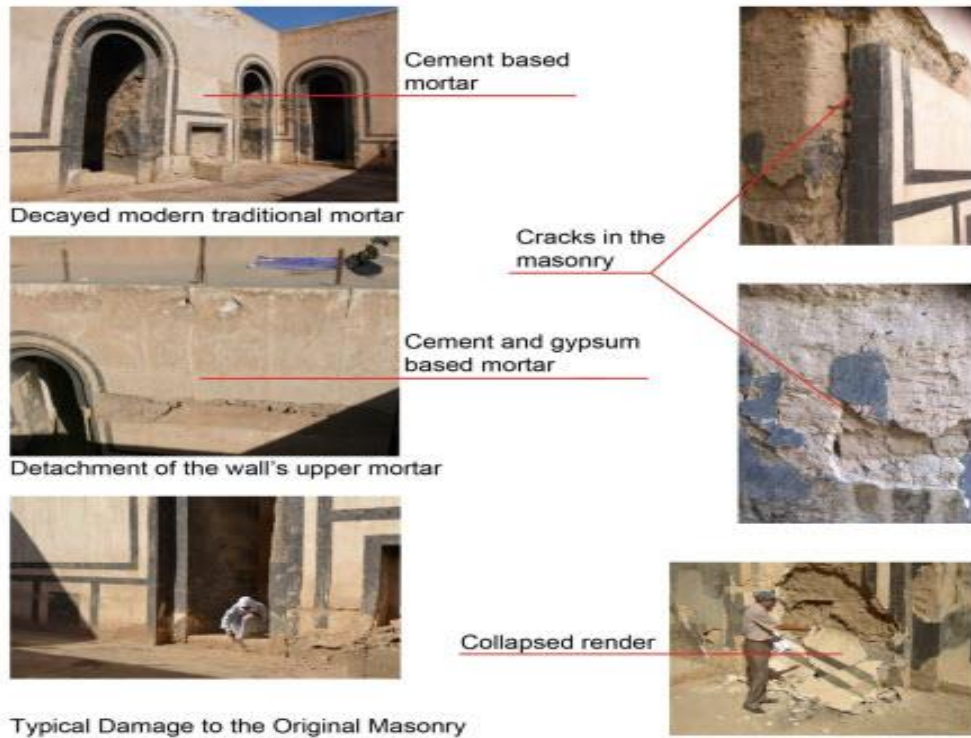 Cement based
mortar
Decayed modern traditional mortar
Cracks in the
masonry
Cement and gypsum
based mortar
Detachment of the wall's upper mortar
Collapsed render
Typical Damage to the Original Masonry